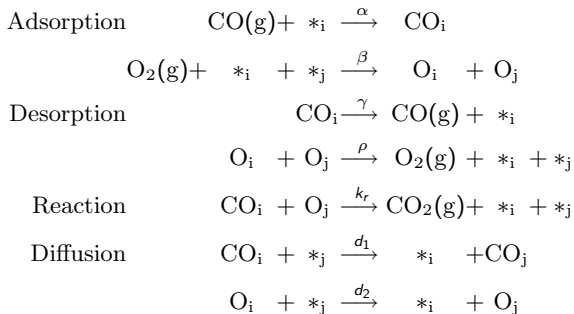 Adsorption CO(g)+ *i α⟶ COi
O2(g)+ *i + *j β⟶ Oi + Oj
Desorption COi γ⟶ CO(g) + *i
Oi + Oj ρ⟶ O2(g) + *i + *j
Reaction COi + Oj kr⟶ CO2(g)+ *i + *j
Diffusion COi + *j d1⟶ *i +COj
Oi + *j d2⟶ *i + Oj